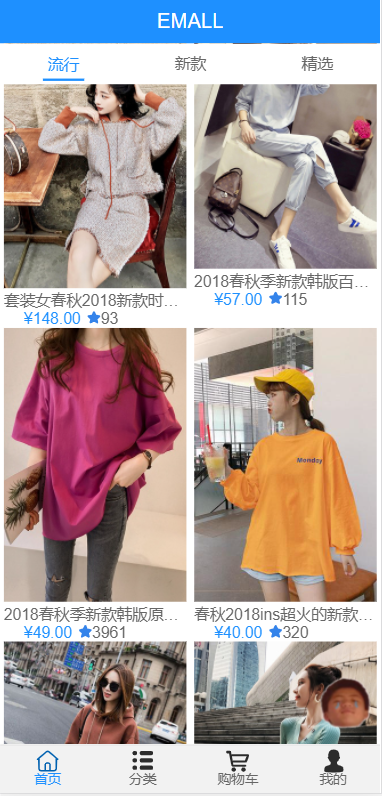 EMALL
流行 新款 精选
套装女春秋2018新款时…
¥148.00 93
2018春秋季新款韩版百…
¥57.00 115
Monday
2018春秋季新款韩版原…
¥49.00 3961
春秋2018ins超火的新款…
¥40.00 320
首页 分类 购物车 我的